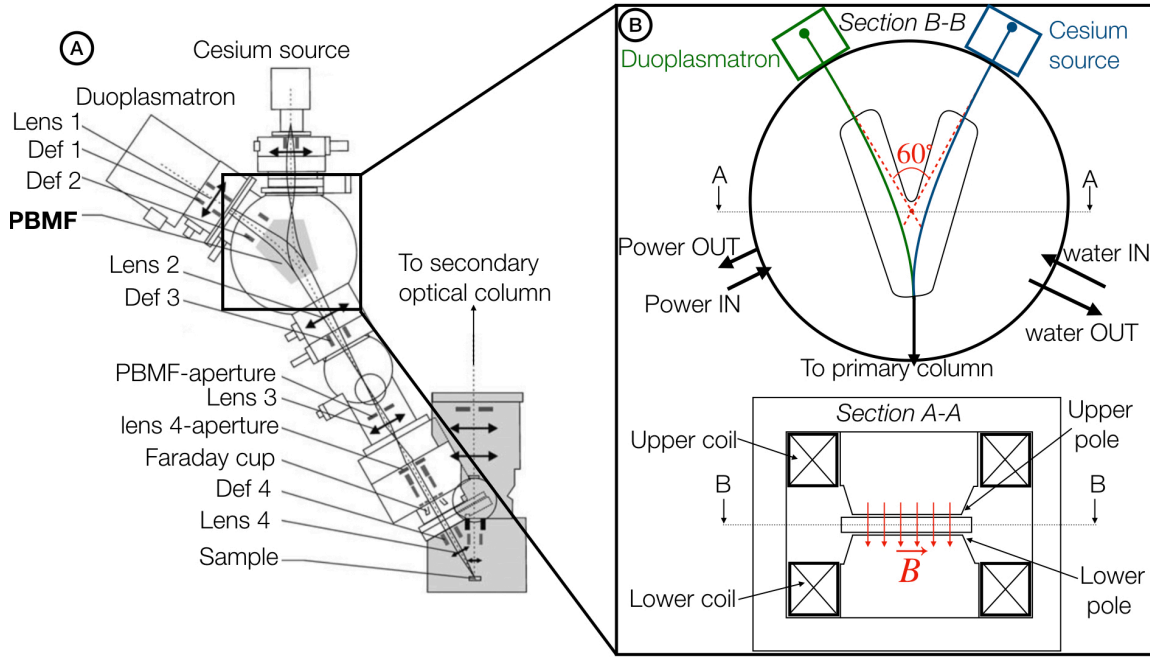 A
Cesium source
Duoplasmatron
Lens 1
Def 1
Def 2
PBMF
Lens 2
Def 3
To secondary
optical column
PBMF-aperture
Lens 3
lens 4-aperture
Faraday cup
Def 4
Lens 4
Sample
B
Section B-B
Duoplasmatron
Cesium
source
60°
A
A
Power OUT
Power IN
water IN
water OUT
To primary column
Section A-A
Upper coil
Upper
pole
B
B
B
Lower coil
Lower
pole